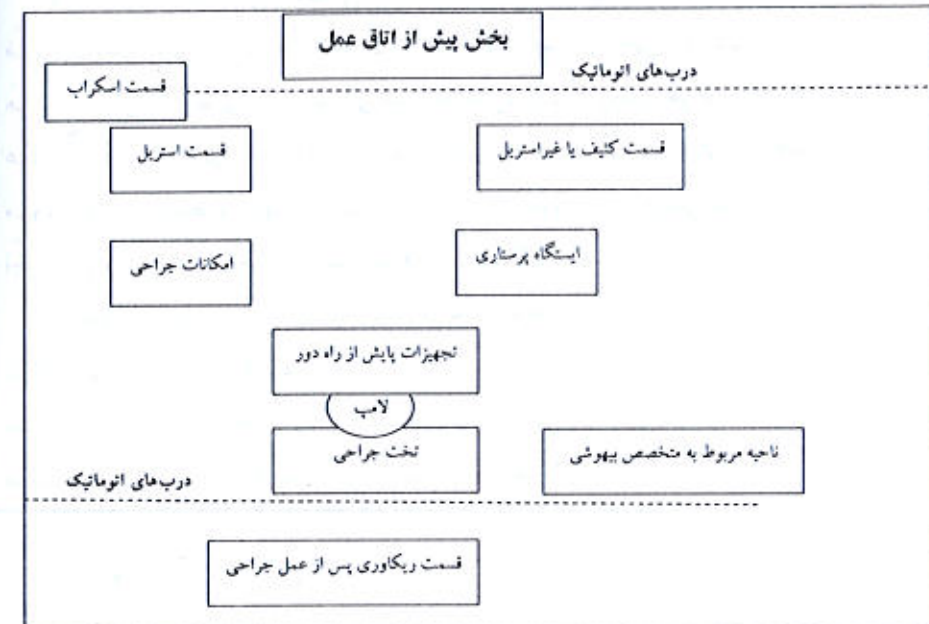 بخش پیش از اتاق عمل
درب‌های اتوماتیک
قسمت اسکراب
قسمت کثیف یا غیراستریل
قسمت استریل
ایستگاه پرستاری
امکانات جراحی
تجهیزات پایش از راه دور
لامپ
تخت جراحی
ناحیه مربوط به متخصص بیهوشی
درب‌های اتوماتیک
قسمت ریکاوری پس از عمل جراحی